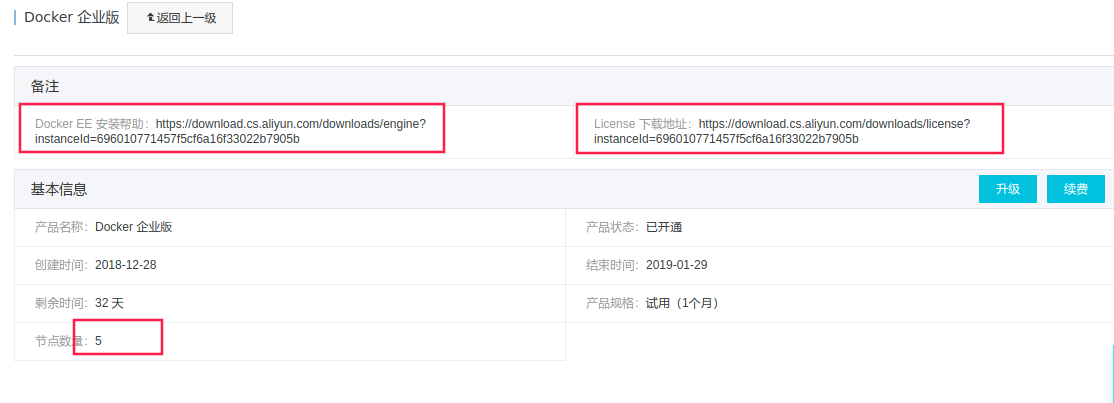 Docker 企业版 返回上一级
备注
Docker EE 安装帮助：https://download.cs.aliyun.com/downloads/engine?
instanceId=696010771457f5cf6a16f33022b7905b
License 下载地址：https://download.cs.aliyun.com/downloads/license?
instanceId=696010771457f5cf6a16f33022b7905b
基本信息 升级 续费
产品名称：Docker 企业版 产品状态：已开通
创建时间：2018-12-28 结束时间：2019-01-29
剩余时间：32 天 产品规格：试用（1个月）
节点数量：5